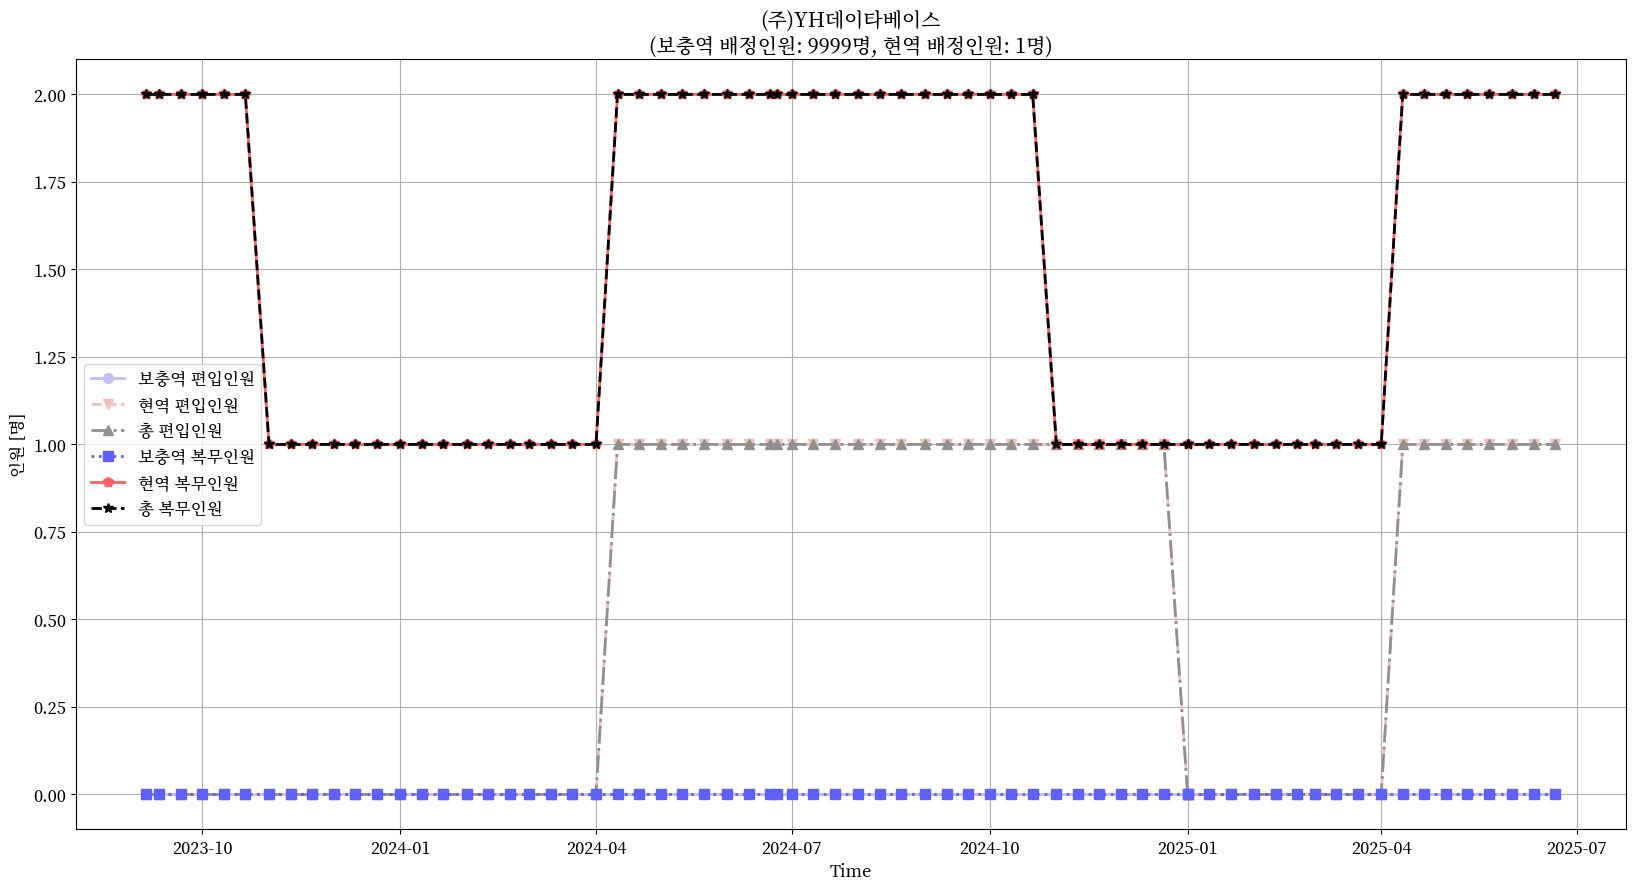 (주)YH데이타베이스
(보충역 배정인원: 9999명, 현역 배정인원: 1명)
2.00
1.75
1.50
1.25
1.00
0.75
0.50
0.25
0.00
인원 [명]
보충역 편입인원
현역 편입인원
총 편입인원
보충역 복무인원
현역 복무인원
총 복무인원
2023-10
2024-01
2024-04
2024-07
2024-10
2025-01
2025-04
2025-07
Time